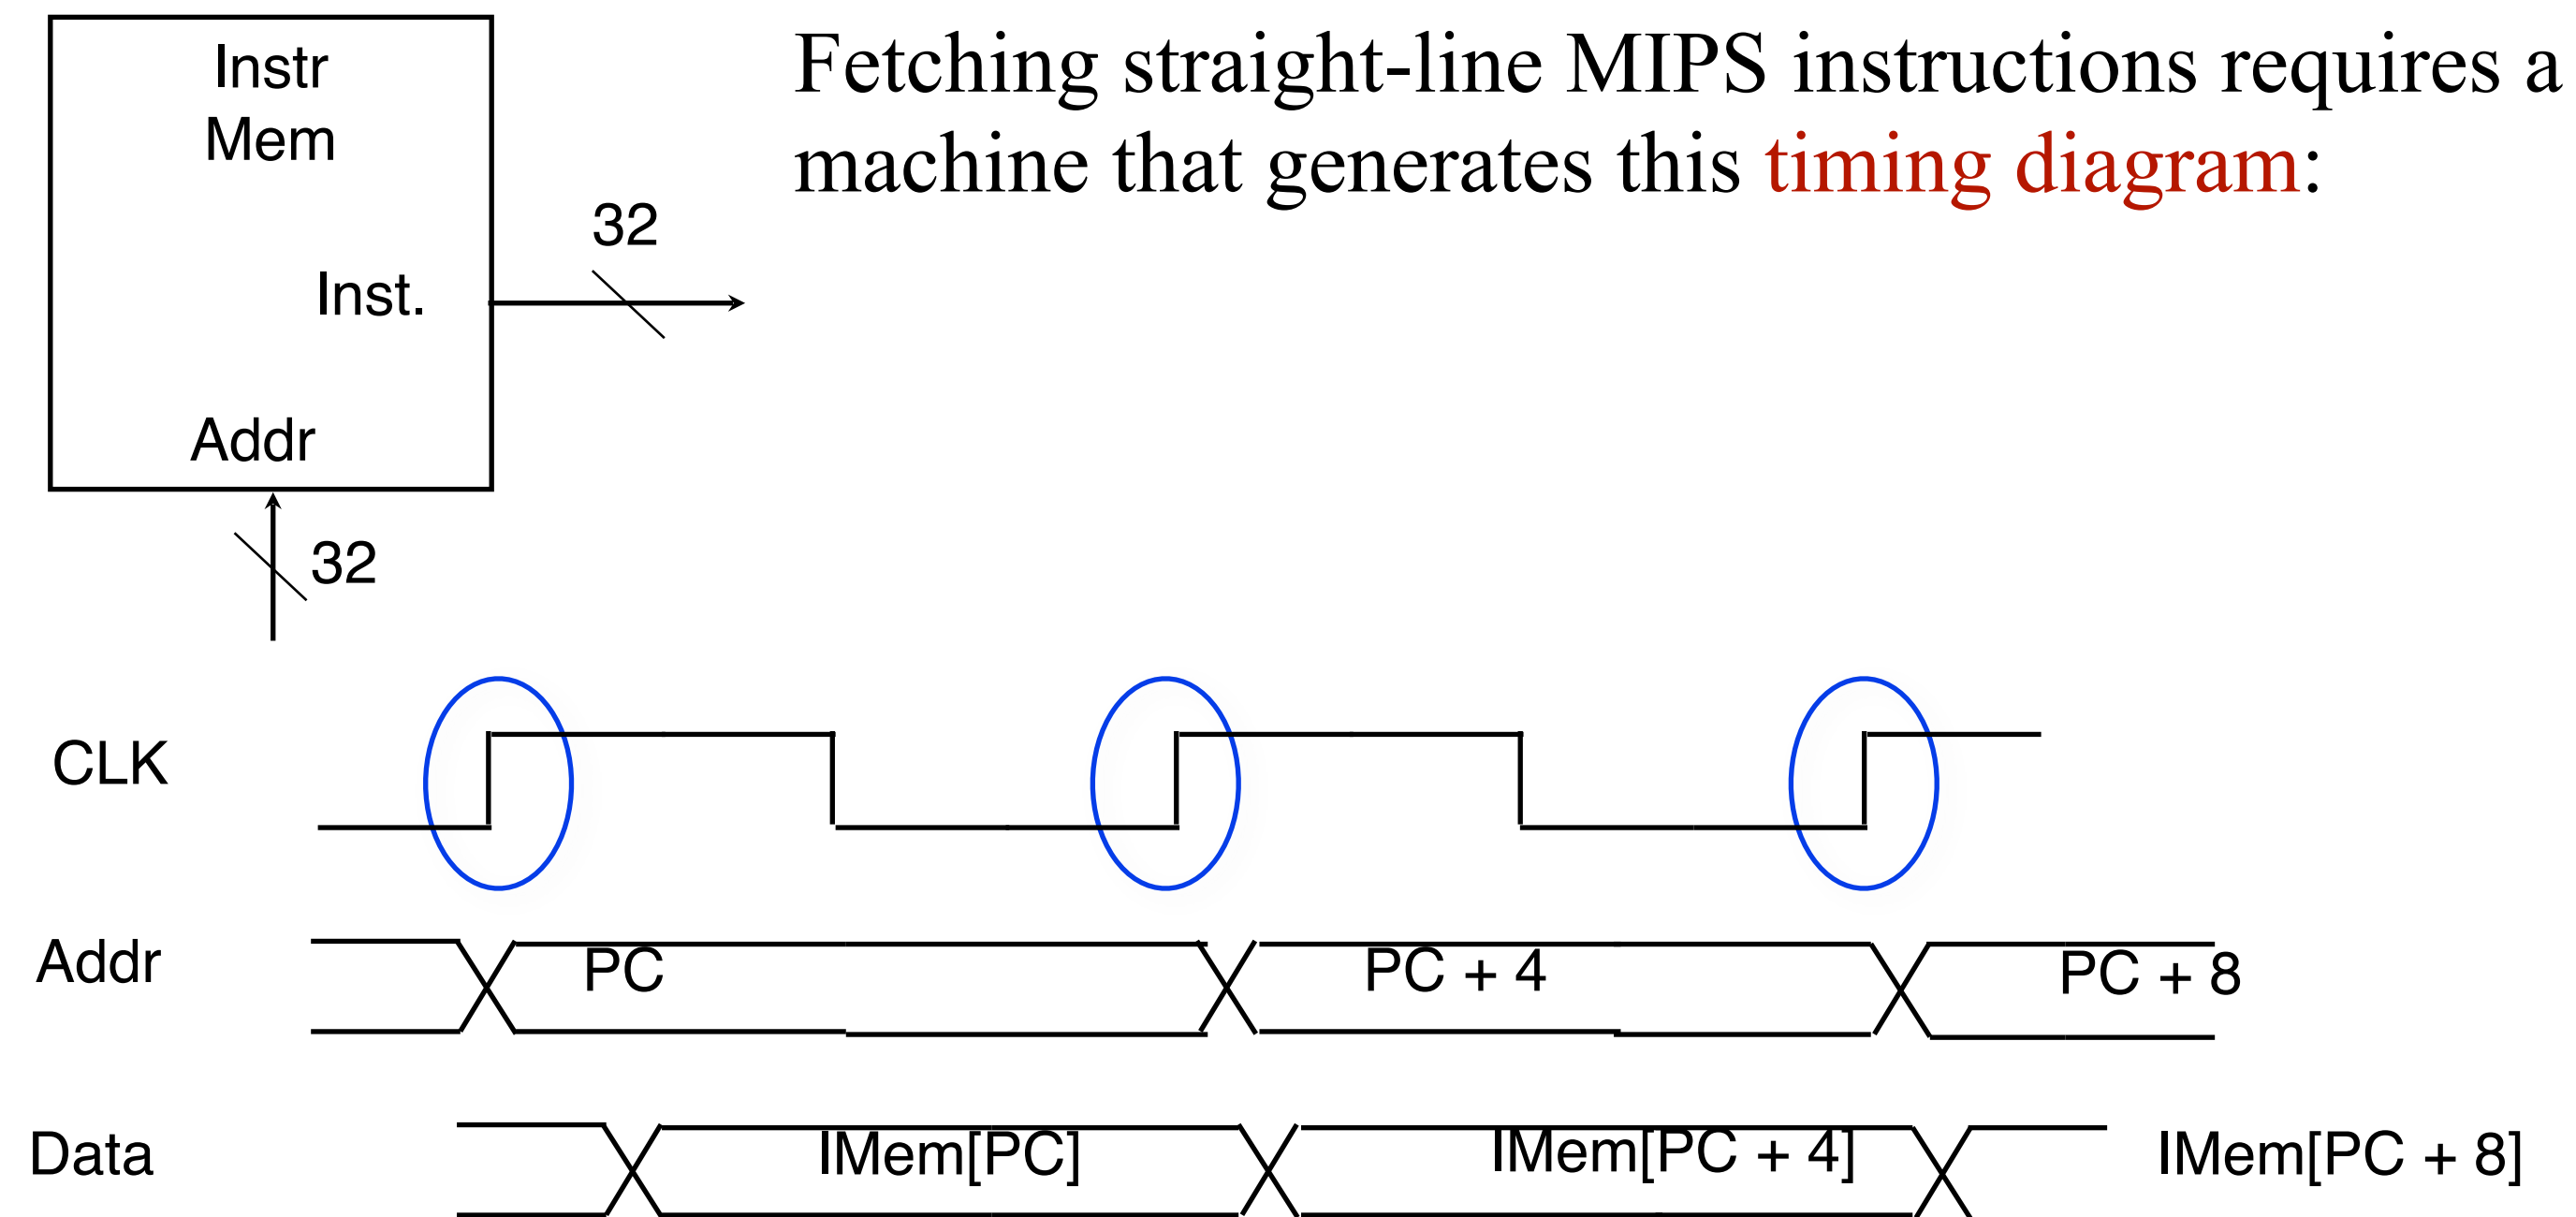 Instr
Mem
Inst.
Addr
32
32
Fetching straight-line MIPS instructions requires a
machine that generates this timing diagram:
CLK
Addr
PC
PC + 4
PC + 8
Data
IMem[PC]
IMem[PC + 4]
IMem[PC + 8]